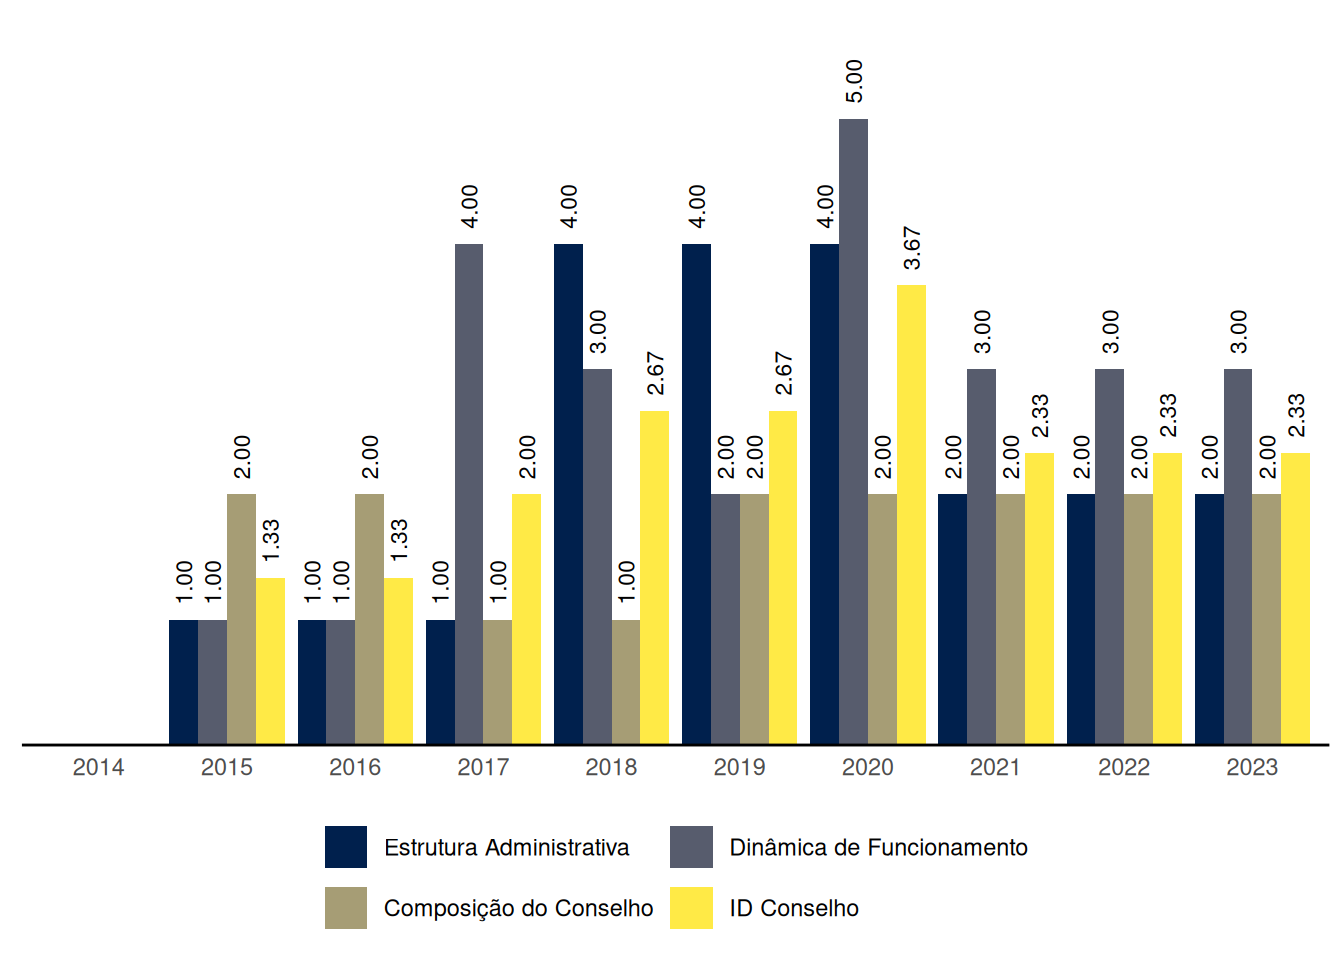 5.00
4.00 4.00 4.00 4.00
3.67
3.00 3.00 3.00 3.00
2.67 2.67
2.33 2.33 2.33
2.00 2.00 2.00 2.00 2.00 2.00 2.00 2.00 2.00 2.00 2.00 2.00
1.33 1.33
1.00 1.00 1.00 1.00 1.00 1.00 1.00
2014 2015 2016 2017 2018 2019 2020 2021 2022 2023
Estrutura Administrativa Dinâmica de Funcionamento
Composição do Conselho ID Conselho